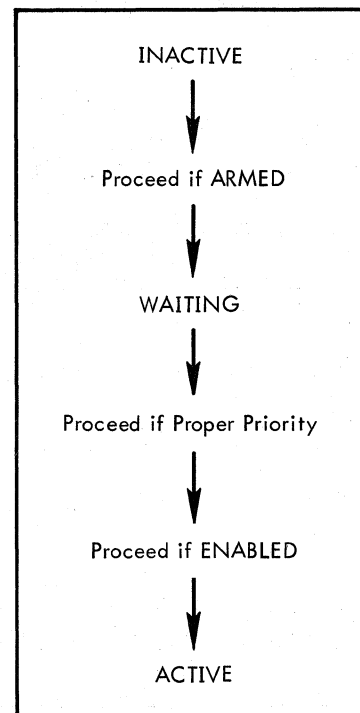 INACTIVE
Proceed if ARMED
WAITING
Proceed if Proper Priority
Proceed if ENABLED
ACTIVE